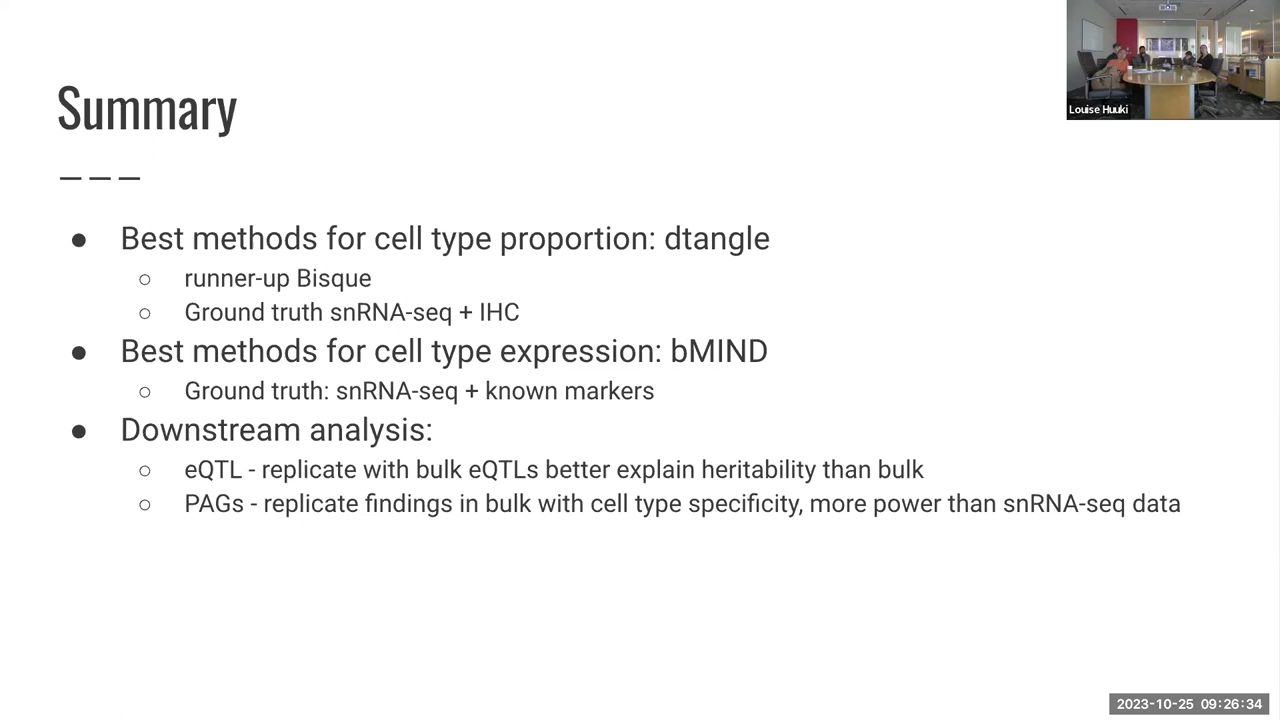 Summary
Louise Huuki
● Best methods for cell type proportion: dtangle
○ runner-up Bisque
○ Ground truth snRNA-seq + IHC
● Best methods for cell type expression: bMIND
○ Ground truth: snRNA-seq + known markers
● Downstream analysis:
○ eQTL - replicate with bulk eQTLs better explain heritability than bulk
○ PAGs - replicate findings in bulk with cell type specificity, more power than snRNA-seq data
2023-10-25 09:26:34